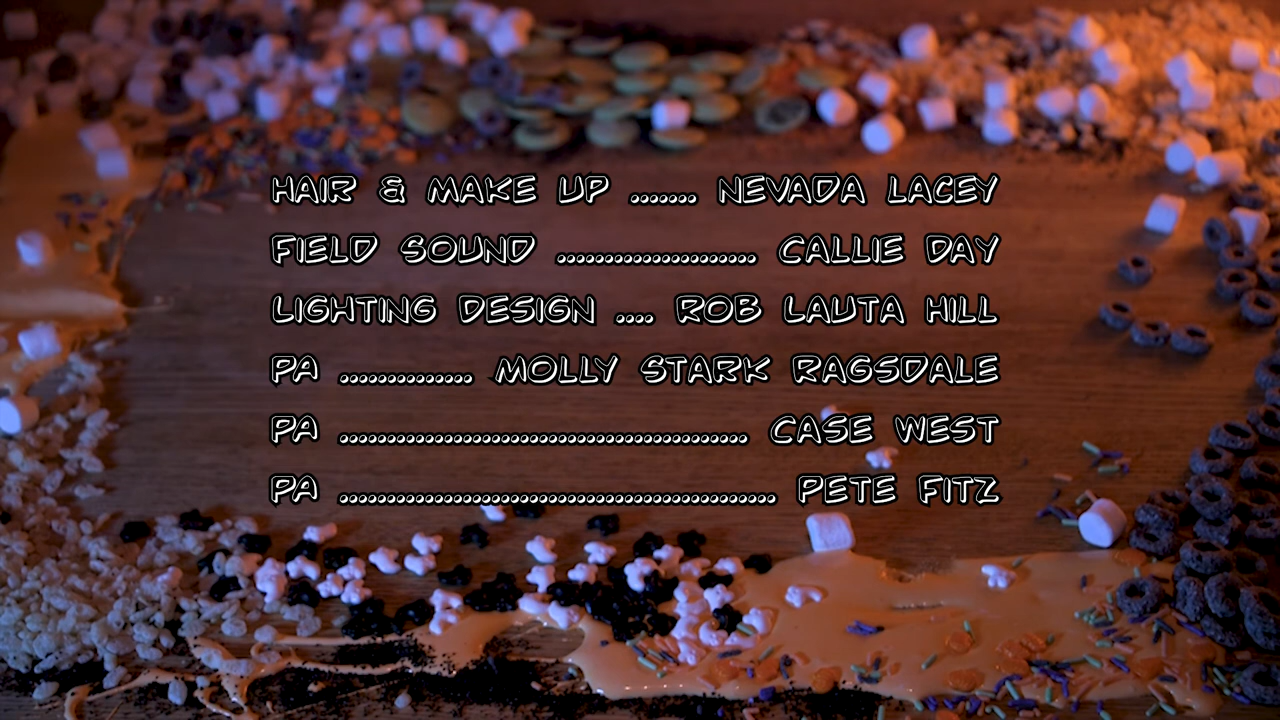 HAIR & MAKE UP ....... NEVADA LACEY
FIELD SOUND ..................... CALLIE DAY
LIGHTING DESIGN .... ROB LAUTA HILL
PA .............. MOLLY STARK RAGSDALE
PA ........................................... CASE WEST
PA .............................................. PETE FITZ